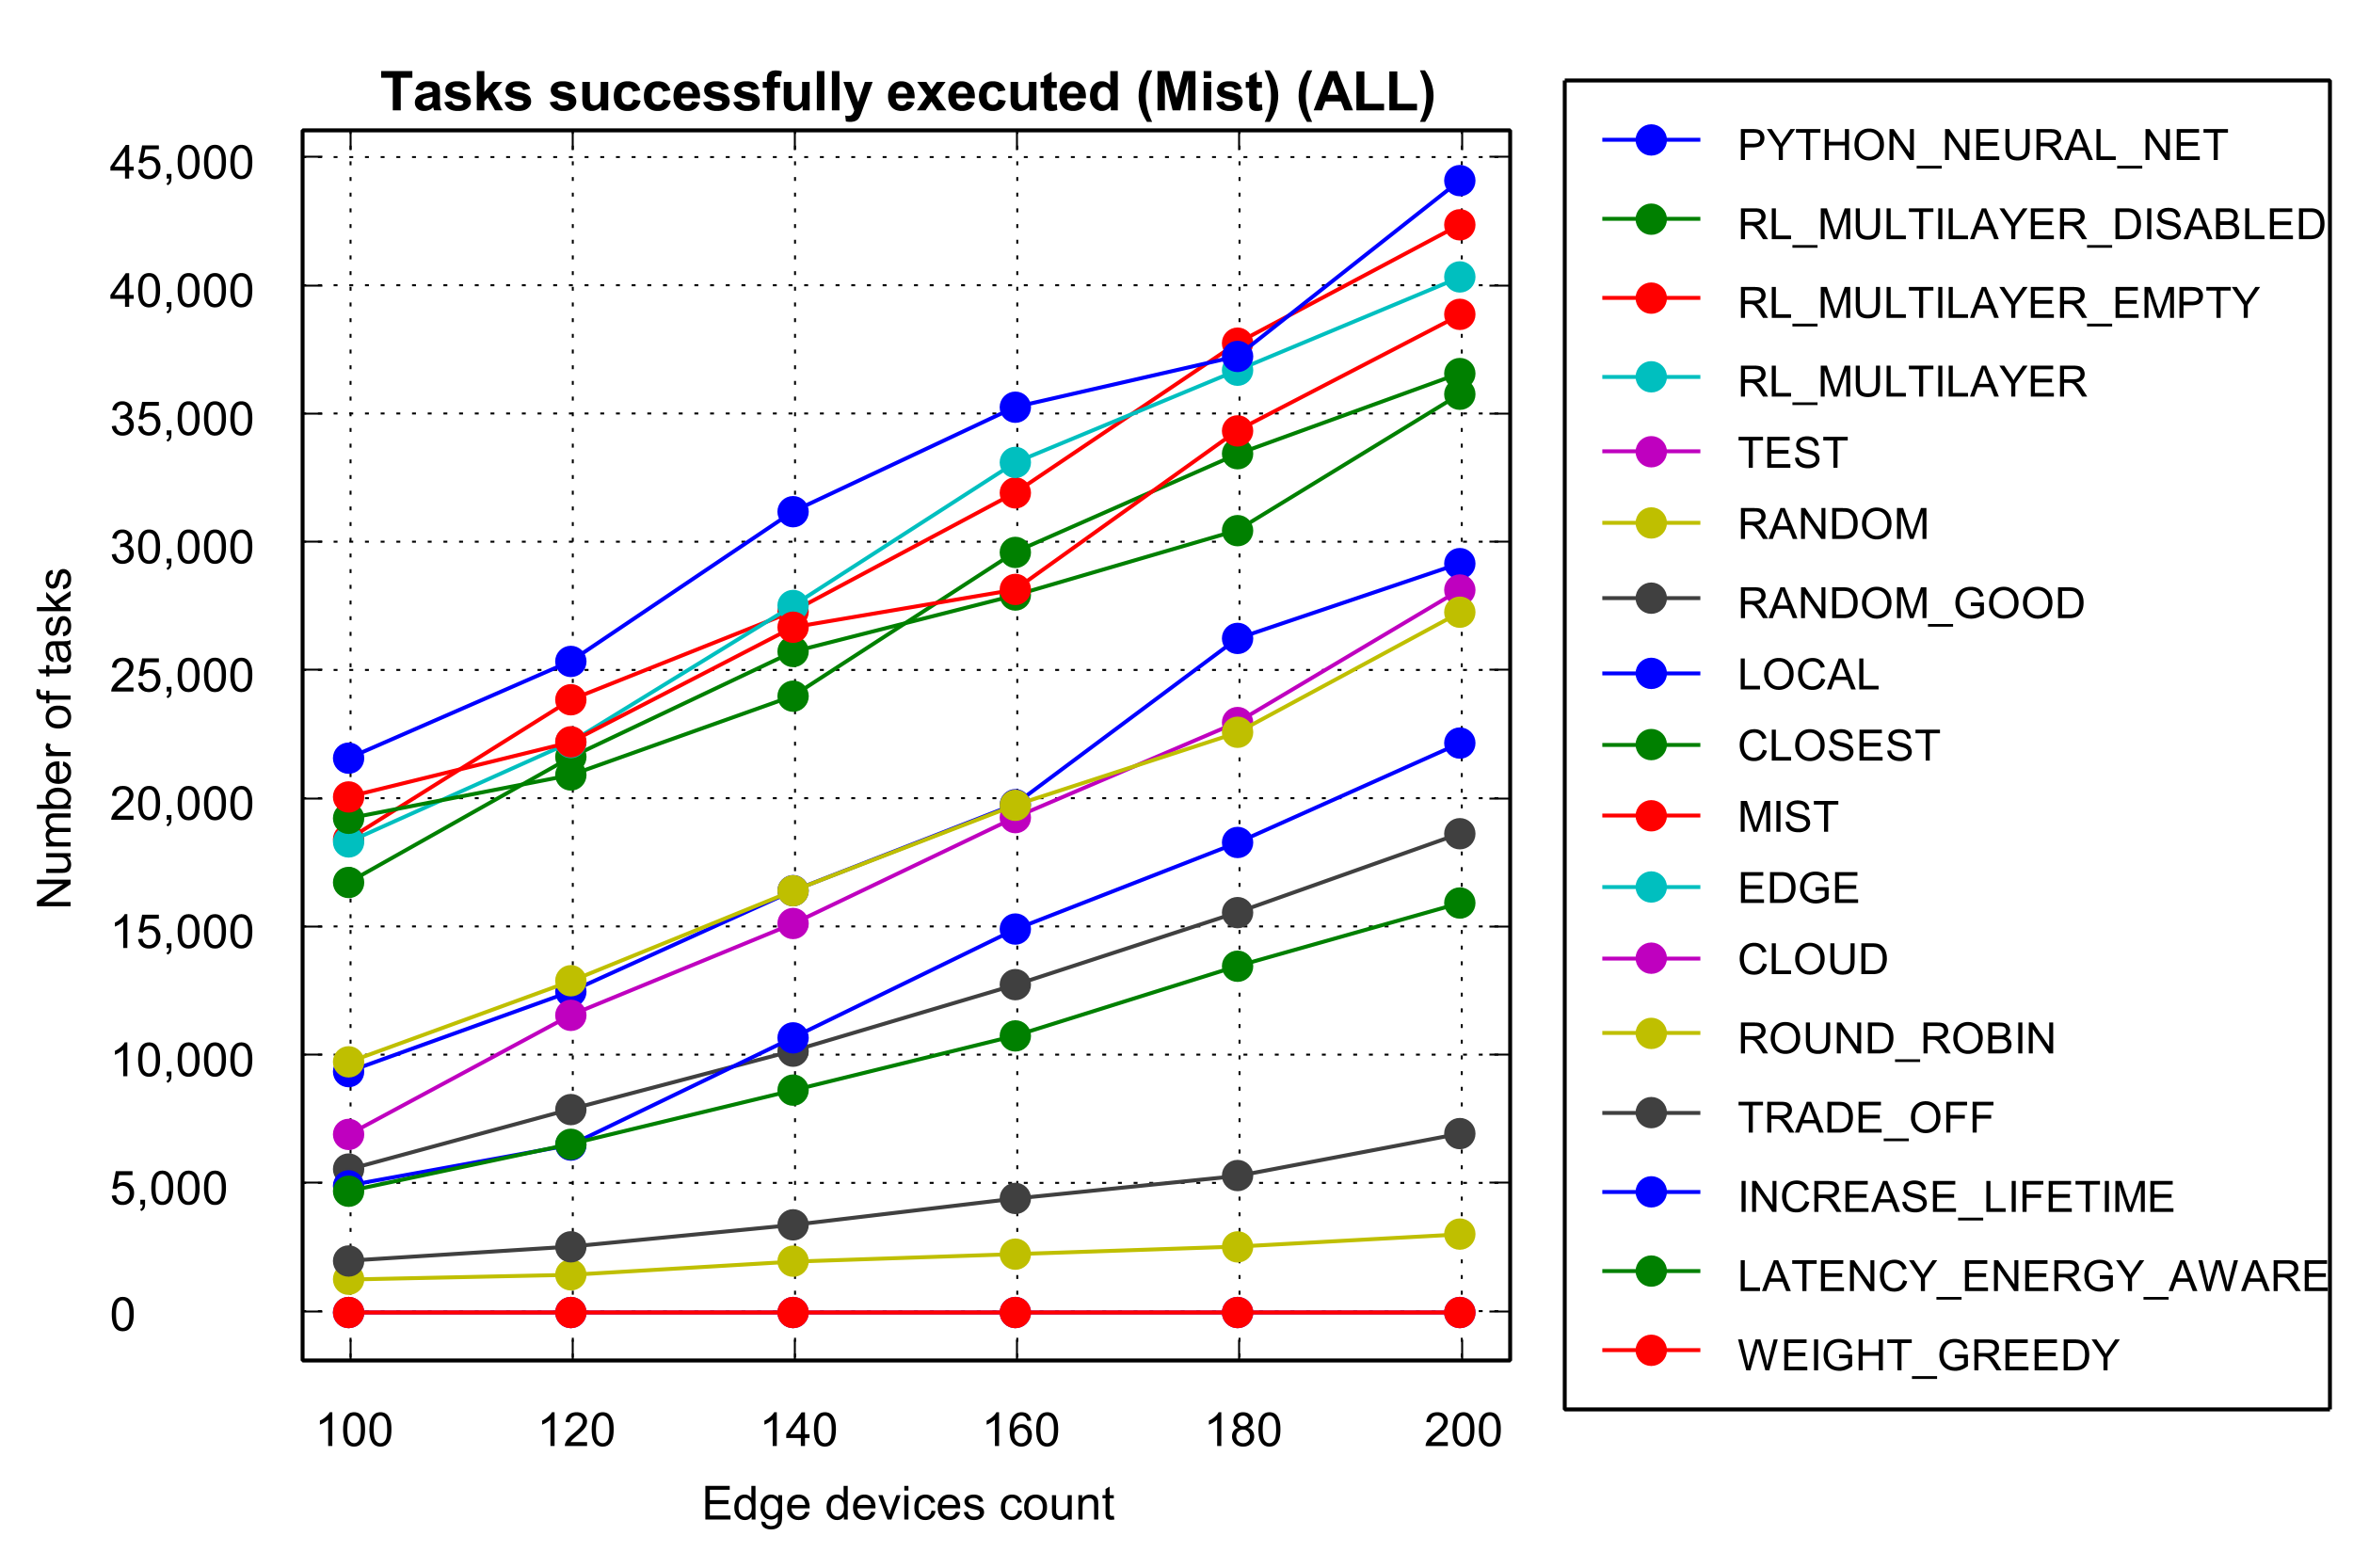 Tasks successfully executed (Mist) (ALL)
45,000
40,000
35,000
30,000
25,000
20,000
15,000
10,000
5,000
0
Number of tasks
100 120 140 160 180 200
Edge devices count
PYTHON_NEURAL_NET
RL_MULTILAYER_DISABLED
RL_MULTILAYER_EMPTY
RL_MULTILAYER
TEST
RANDOM
RANDOM_GOOD
LOCAL
CLOSEST
MIST
EDGE
CLOUD
ROUND_ROBIN
TRADE_OFF
INCREASE_LIFETIME
LATENCY_ENERGY_AWARE
WEIGHT_GREEDY